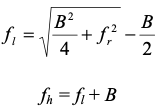 f_l = √(B²/4 + f_r²) − B/2
f_h = f_l + B